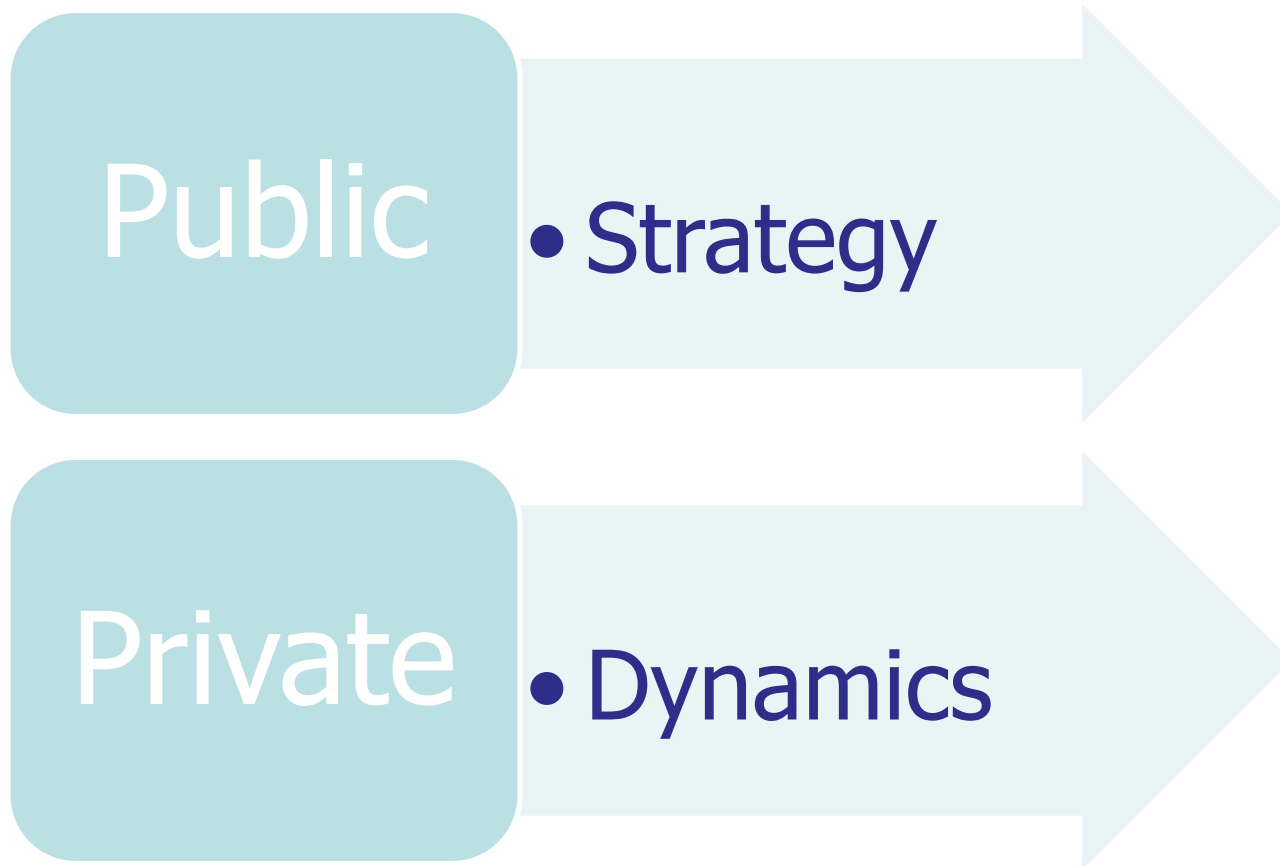 Public
• Strategy
Private
• Dynamics